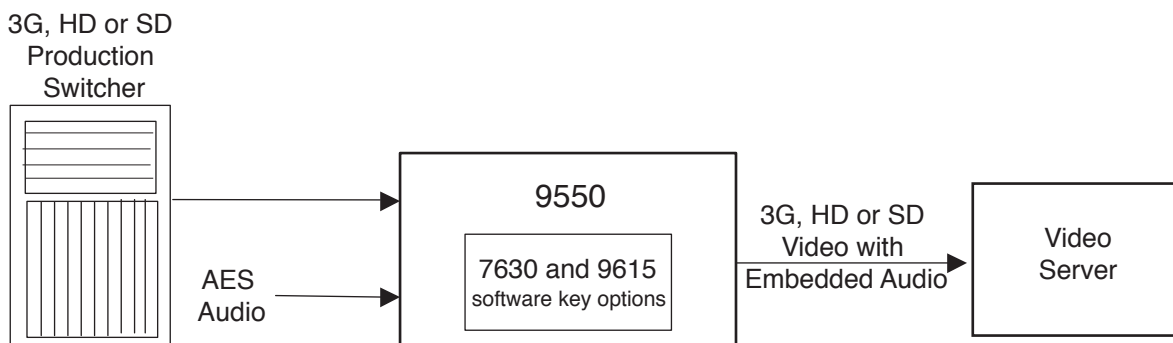 3G, HD or SD
Production
Switcher
AES
Audio
9550
7630 and 9615
software key options
3G, HD or SD
Video with
Embedded Audio
Video
Server